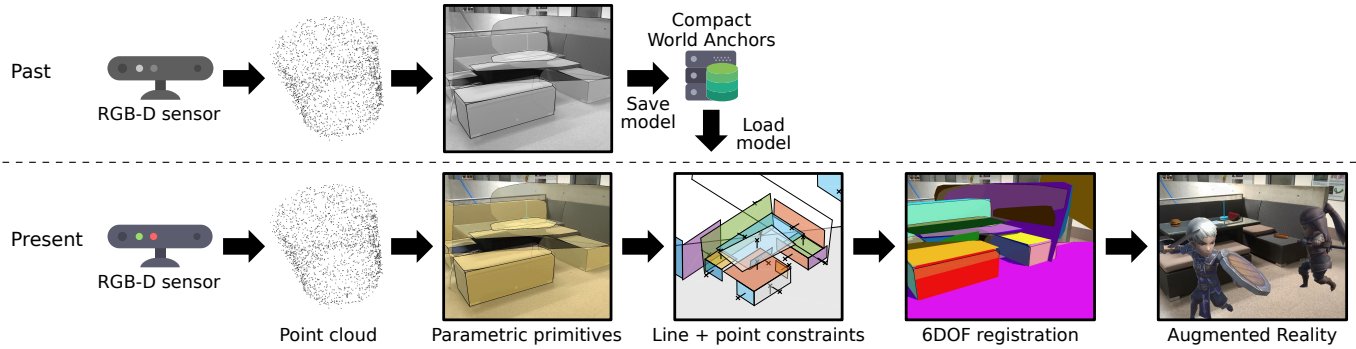 Past
RGB-D sensor
Save
model
Compact
World Anchors
Load
model
Present
RGB-D sensor
Point cloud
Parametric primitives
Line + point constraints
6DOF registration
Augmented Reality